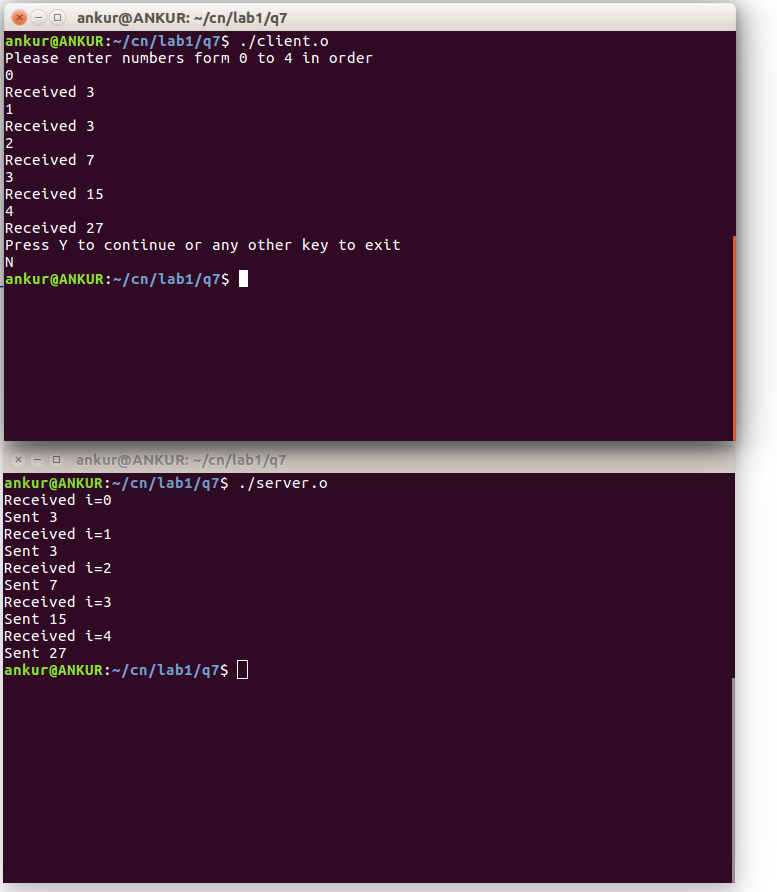 ankur@ANKUR: ~/cn/lab1/q7
ankur@ANKUR:~/cn/lab1/q7$ ./client.o
Please enter numbers form 0 to 4 in order
0
Received 3
1
Received 3
2
Received 7
3
Received 15
4
Received 27
Press Y to continue or any other key to exit
N
ankur@ANKUR:~/cn/lab1/q7$
ankur@ANKUR: ~/cn/lab1/q7
ankur@ANKUR:~/cn/lab1/q7$ ./server.o
Received i=0
Sent 3
Received i=1
Sent 3
Received i=2
Sent 7
Received i=3
Sent 15
Received i=4
Sent 27
ankur@ANKUR:~/cn/lab1/q7$